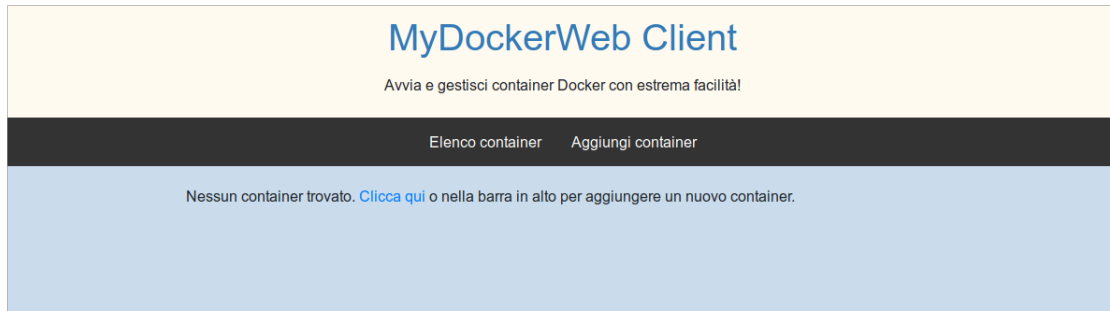 MyDockerWeb Client
Avvia e gestisci container Docker con estrema facilità!
Elenco container Aggiungi container
Nessun container trovato. Clicca qui o nella barra in alto per aggiungere un nuovo container.